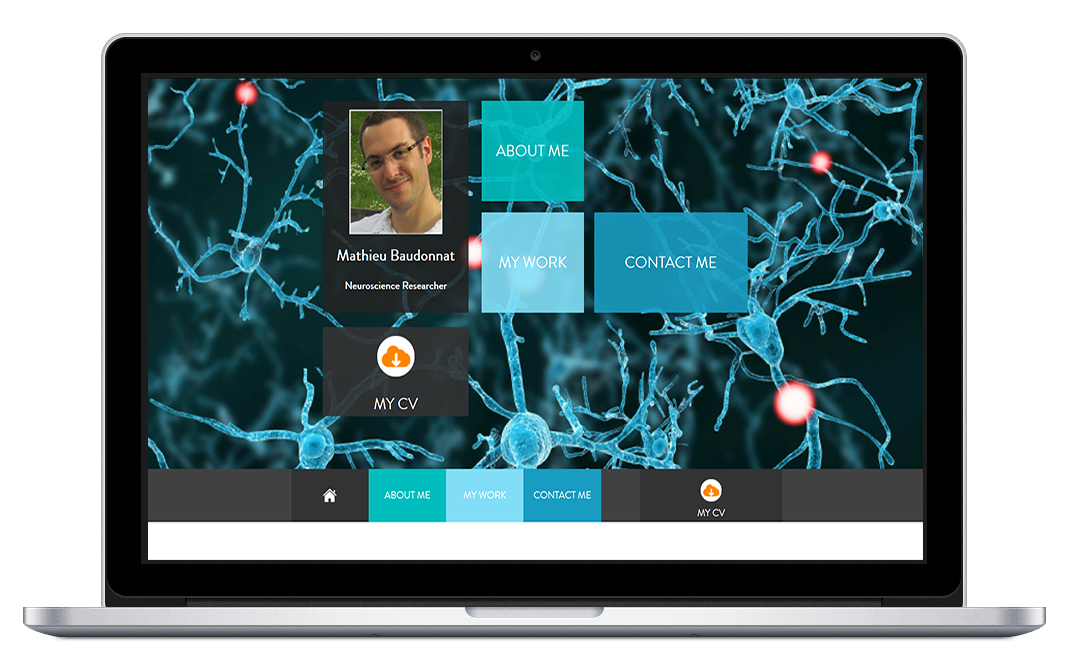 ABOUT ME
Mathieu Baudonnat
Neuroscience Researcher
MY WORK
CONTACT ME
MY CV
ABOUT ME
MY WORK
CONTACT ME
MY CV